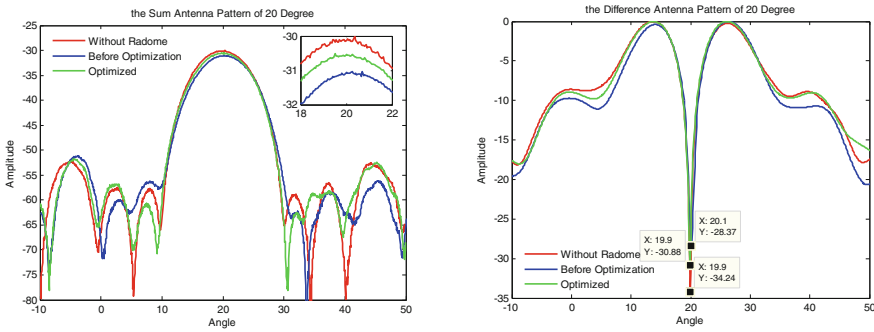 the Sum Antenna Pattern of 20 Degree
-25
-30
-35
-40
-45
-50
-55
-60
-65
-70
-75
-80
Amplitude
Without Radome
Before Optimization
Optimized
-30
-31
-32
18
20
22
-10
0
10
20
30
40
50
Angle
the Difference Antenna Pattern of 20 Degree
0
-5
-10
-15
-20
-25
-30
-35
Amplitude
X: 20.1
Y: -28.37
X: 19.9
Y: -30.88
X: 19.9
Y: -34.24
Without Radome
Before Optimization
Optimized
-10
0
10
20
30
40
50
Angle